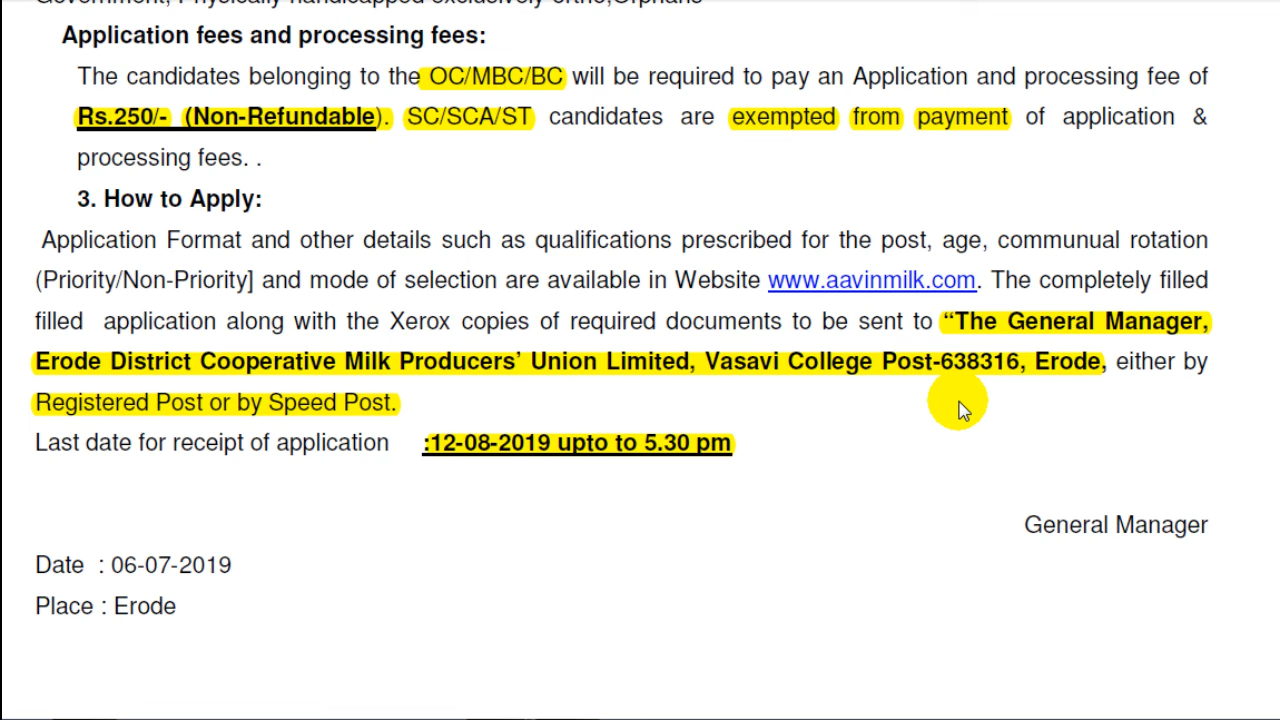 Government, Physically handicapped exclusively ortho,Orphans
Application fees and processing fees:
The candidates belonging to the OC/MBC/BC will be required to pay an Application and processing fee of
Rs.250/- (Non-Refundable). SC/SCA/ST candidates are exempted from payment of application &
processing fees. .
3. How to Apply:
Application Format and other details such as qualifications prescribed for the post, age, communual rotation
(Priority/Non-Priority] and mode of selection are available in Website www.aavinmilk.com. The completely filled
filled application along with the Xerox copies of required documents to be sent to “The General Manager,
Erode District Cooperative Milk Producers’ Union Limited, Vasavi College Post-638316, Erode, either by
Registered Post or by Speed Post.
Last date for receipt of application :12-08-2019 upto to 5.30 pm
General Manager
Date : 06-07-2019
Place : Erode